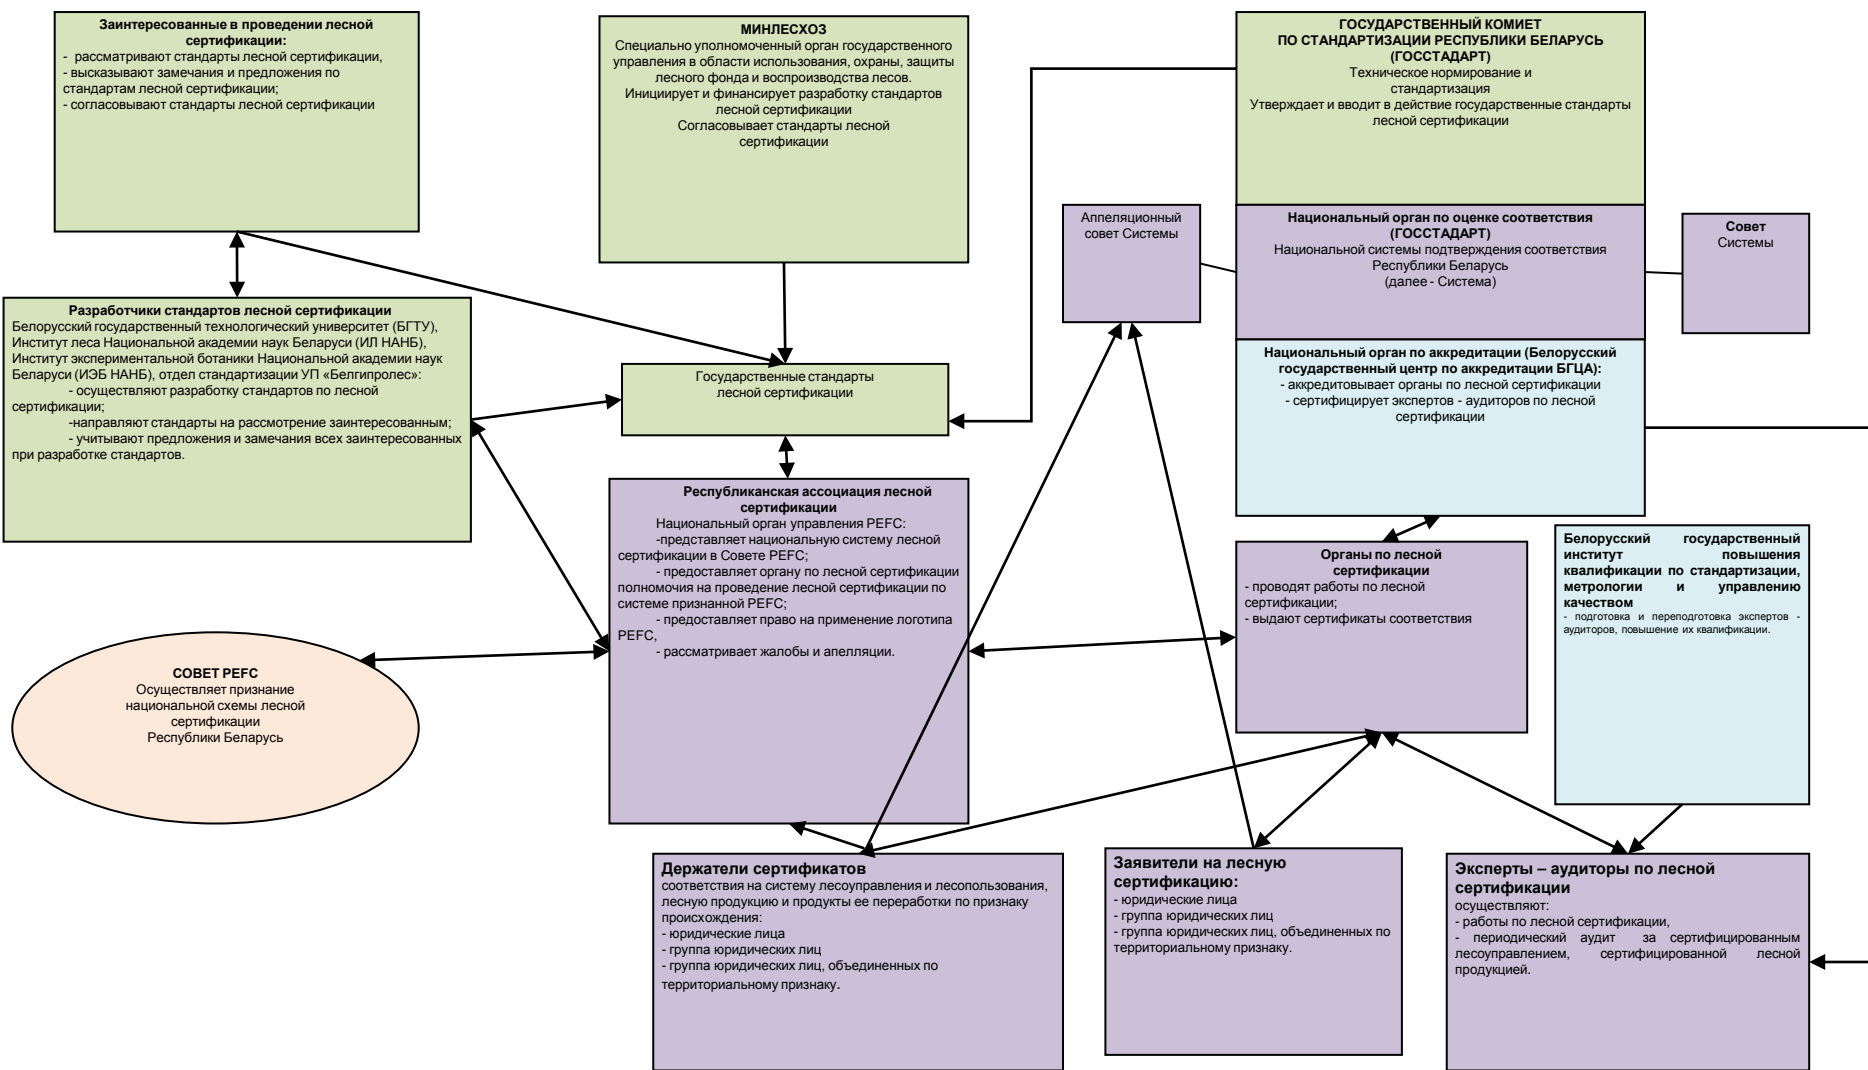 Заинтересованные в проведении лесной
сертификации:
- рассматривают стандарты лесной сертификации,
- высказывают замечания и предложения по
стандартам лесной сертификации;
- согласовывают стандарты лесной сертификации
МИНЛЕСХОЗ
Специально уполномоченный орган государственного
управления в области использования, охраны, защиты
лесного фонда и воспроизводства лесов.
Инициирует и финансирует разработку стандартов
лесной сертификации
Согласовывает стандарты лесной
сертификации
ГОСУДАРСТВЕННЫЙ КОМИЕТ
ПО СТАНДАРТИЗАЦИИ РЕСПУБЛИКИ БЕЛАРУСЬ
(ГОССТАДАРТ)
Техническое нормирование и
стандартизация
Утверждает и вводит в действие государственные стандарты
лесной сертификации
Аппеляционный
совет Системы
Национальный орган по оценке соответствия
(ГОССТАДАРТ)
Национальной системы подтверждения соответствия
Республики Беларусь
(далее - Система)
Совет
Системы
Разработчики стандартов лесной сертификации
Белорусский государственный технологический университет (БГТУ),
Институт леса Национальной академии наук Беларуси (ИЛ НАНБ),
Институт экспериментальной ботаники Национальной академии наук
Беларуси (ИЭБ НАНБ), отдел стандартизации УП «Белгипролес»:
- осуществляют разработку стандартов по лесной
сертификации;
-направляют стандарты на рассмотрение заинтересованным;
- учитывают предложения и замечания всех заинтересованных
при разработке стандартов.
Государственные стандарты
лесной сертификации
Национальный орган по аккредитации (Белорусский
государственный центр по аккредитации БГЦА):
- аккредитовывает органы по лесной сертификации
- сертифицирует экспертов - аудиторов по лесной
сертификации
Республиканская ассоциация лесной
сертификации
Национальный орган управления PEFC:
-представляет национальную систему лесной
сертификации в Совете PEFC;
- предоставляет органу по лесной сертификации
полномочия на проведение лесной сертификации по
системе признанной PEFC;
- предоставляет право на применение логотипа
PEFC,
- рассматривает жалобы и апелляции.
Органы по лесной
сертификации
- проводят работы по лесной
сертификации;
- выдают сертификаты соответствия
Белорусский государственный
институт повышения
квалификации по стандартизации,
метрологии и управлению
качеством
- подготовка и переподготовка экспертов -
аудиторов, повышение их квалификации.
СОВЕТ PEFC
Осуществляет признание
национальной схемы лесной
сертификации
Республики Беларусь
Держатели сертификатов
соответствия на систему лесоуправления и лесопользования,
лесную продукцию и продукты ее переработки по признаку
происхождения:
- юридические лица
- группа юридических лиц
- группа юридических лиц, объединенных по
территориальному признаку.
Заявители на лесную
сертификацию:
- юридические лица
- группа юридических лиц
- группа юридических лиц, объединенных по
территориальному признаку.
Эксперты – аудиторы по лесной
сертификации
осуществляют:
- работы по лесной сертификации,
- периодический аудит за сертифицированным
лесоуправлением, сертифицированной лесной
продукцией.